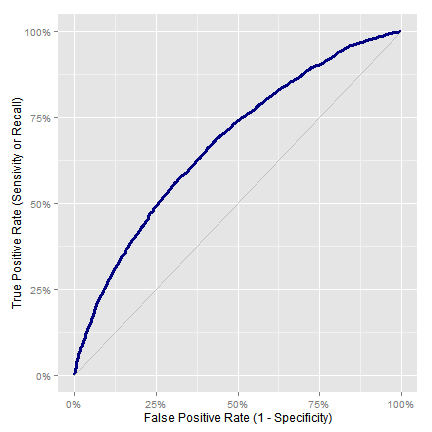 True Positive Rate (Sensivity or Recall)
100%
75%
50%
25%
0%
0% 25% 50% 75% 100%
False Positive Rate (1 - Specificity)